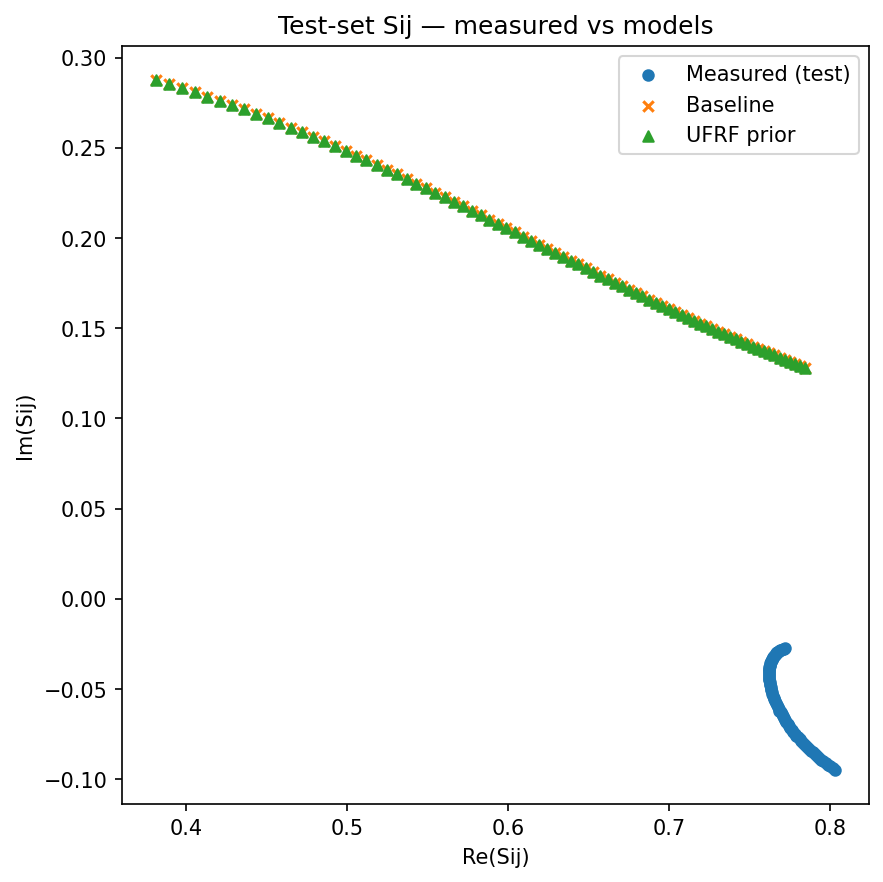 Test-set Sij — measured vs models
Measured (test)
Baseline
UFRF prior
0.30
0.25
0.20
0.15
0.10
0.05
0.00
−0.05
−0.10
Im(Sij)
0.4 0.5 0.6 0.7 0.8
Re(Sij)